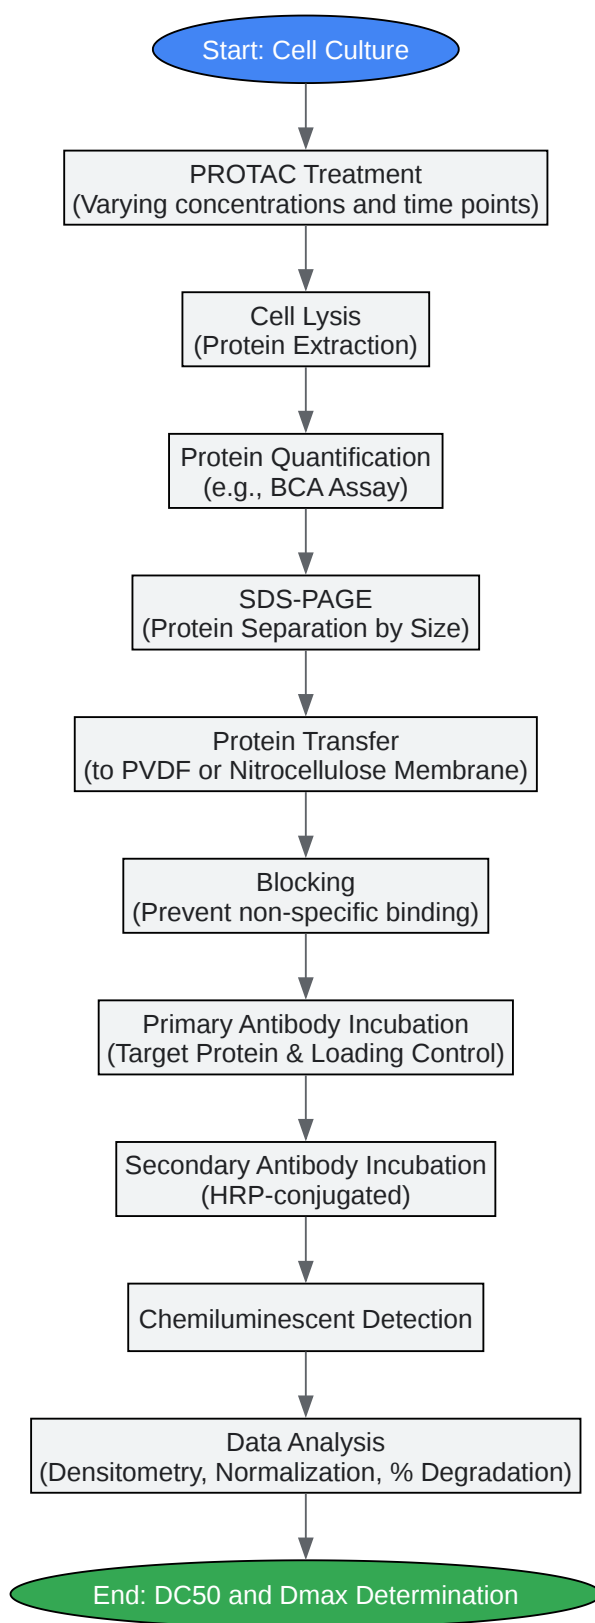 Start: Cell Culture
PROTAC Treatment
(Varying concentrations and time points)
Cell Lysis
(Protein Extraction)
Protein Quantification
(e.g., BCA Assay)
SDS-PAGE
(Protein Separation by Size)
Protein Transfer
(to PVDF or Nitrocellulose Membrane)
Blocking
(Prevent non-specific binding)
Primary Antibody Incubation
(Target Protein & Loading Control)
Secondary Antibody Incubation
(HRP-conjugated)
Chemiluminescent Detection
Data Analysis
(Densitometry, Normalization, % Degradation)
End: DC50 and Dmax Determination